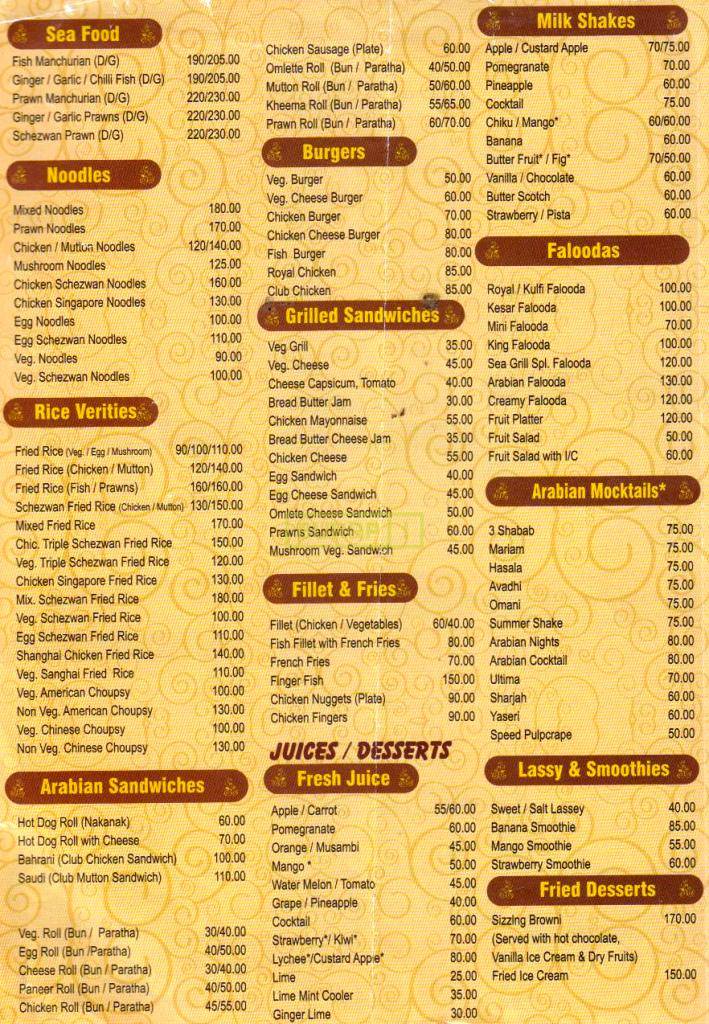 Sea Food
Fish Manchurian (D/G) 190/205.00
Ginger / Garlic / Chilli Fish (D/G) 190/205.00
Prawn Manchurian (D/G) 220/230.00
Ginger / Garlic Prawns (D/G) 220/230.00
Schezwan Prawn (D/G) 220/230.00
Noodles
Mixed Noodles 180.00
Prawn Noodles 170.00
Chicken / Mutton Noodles 120/140.00
Mushroom Noodles 125.00
Chicken Schezwan Noodles 160.00
Chicken Singapore Noodles 130.00
Egg Noodles 100.00
Egg Schezwan Noodles 110.00
Veg. Noodles 90.00
Veg. Schezwan Noodles 100.00
Rice Verities
Fried Rice (Veg. / Egg / Mushroom) 90/100/110.00
Fried Rice (Chicken / Mutton) 120/140.00
Fried Rice (Fish / Prawns) 160/160.00
Schezwan Fried Rice (Chicken / Mutton) 130/150.00
Mixed Fried Rice 170.00
Chic. Triple Schezwan Fried Rice 150.00
Veg. Triple Schezwan Fried Rice 120.00
Chicken Singapore Fried Rice 130.00
Mix. Schezwan Fried Rice 180.00
Veg. Schezwan Fried Rice 100.00
Egg Schezwan Fried Rice 110.00
Shanghai Chicken Fried Rice 140.00
Veg. Sanghai Fried Rice 110.00
Veg. American Choupsy 100.00
Non Veg. American Choupsy 130.00
Veg. Chinese Choupsy 100.00
Non Veg. Chinese Choupsy 130.00
Arabian Sandwiches
Hot Dog Roll (Nakanak) 60.00
Hot Dog Roll with Cheese 70.00
Bahrani (Club Chicken Sandwich) 100.00
Saudi (Club Mutton Sandwich) 110.00
Veg. Roll (Bun / Paratha) 30/40.00
Egg Roll (Bun /Paratha) 40/50.00
Cheese Roll (Bun / Paratha) 30/40.00
Paneer Roll (Bun / Paratha) 40/50.00
Chicken Roll (Bun / Paratha) 45/55.00
Chicken Sausage (Plate) 60.00
Omlette Roll (Bun / Paratha) 40/50.00
Mutton Roll (Bun / Paratha) 50/60.00
Kheema Roll (Bun / Paratha) 55/65.00
Prawn Roll (Bun / Paratha) 60/70.00
Burgers
Veg. Burger 50.00
Veg. Cheese Burger 60.00
Chicken Burger 70.00
Chicken Cheese Burger 80.00
Fish Burger 80.00
Royal Chicken 85.00
Club Chicken 85.00
Grilled Sandwiches
Veg Grill 35.00
Veg. Cheese 45.00
Cheese Capsicum, Tomato 40.00
Bread Butter Jam 30.00
Chicken Mayonnaise 55.00
Bread Butter Cheese Jam 35.00
Chicken Cheese 55.00
Egg Sandwich 40.00
Egg Cheese Sandwich 45.00
Omlete Cheese Sandwich 50.00
Prawns Sandwich 60.00
Mushroom Veg. Sandwich 45.00
Fillet & Fries
Fillet (Chicken / Vegetables) 60/40.00
Fish Fillet with French Fries 80.00
French Fries 70.00
Finger Fish 150.00
Chicken Nuggets (Plate) 90.00
Chicken Fingers 90.00
JUICES / DESSERTS
Fresh Juice
Apple / Carrot 55/60.00
Pomegranate 60.00
Orange / Musambi 45.00
Mango * 50.00
Water Melon / Tomato 45.00
Grape / Pineapple 40.00
Cocktail 60.00
Strawberry*/ Kiwi* 70.00
Lychee*/Custard Apple* 80.00
Lime 25.00
Lime Mint Cooler 35.00
Ginger Lime 30.00
Milk Shakes
Apple / Custard Apple 70/75.00
Pomegranate 70.00
Pineapple 60.00
Cocktail 75.00
Chiku / Mango* 60/60.00
Banana 60.00
Butter Fruit* / Fig* 70/50.00
Vanilla / Chocolate 60.00
Butter Scotch 60.00
Strawberry / Pista 60.00
Faloodas
Royal / Kulfi Falooda 100.00
Kesar Falooda 100.00
Mini Falooda 70.00
King Falooda 100.00
Sea Grill Spl. Falooda 120.00
Arabian Falooda 130.00
Creamy Falooda 120.00
Fruit Platter 120.00
Fruit Salad 50.00
Fruit Salad with I/C 60.00
Arabian Mocktails*
3 Shabab 75.00
Mariam 75.00
Hasala 75.00
Avadhi 75.00
Omani 75.00
Summer Shake 75.00
Arabian Nights 80.00
Arabian Cocktail 80.00
Ultima 70.00
Sharjah 60.00
Yaseri 60.00
Speed Pulpcrape 50.00
Lassy & Smoothies
Sweet / Salt Lassey 40.00
Banana Smoothie 85.00
Mango Smoothie 55.00
Strawberry Smoothie 60.00
Fried Desserts
Sizzlng Browni 170.00
(Served with hot chocolate,
Vanilla Ice Cream & Dry Fruits)
Fried Ice Cream 150.00